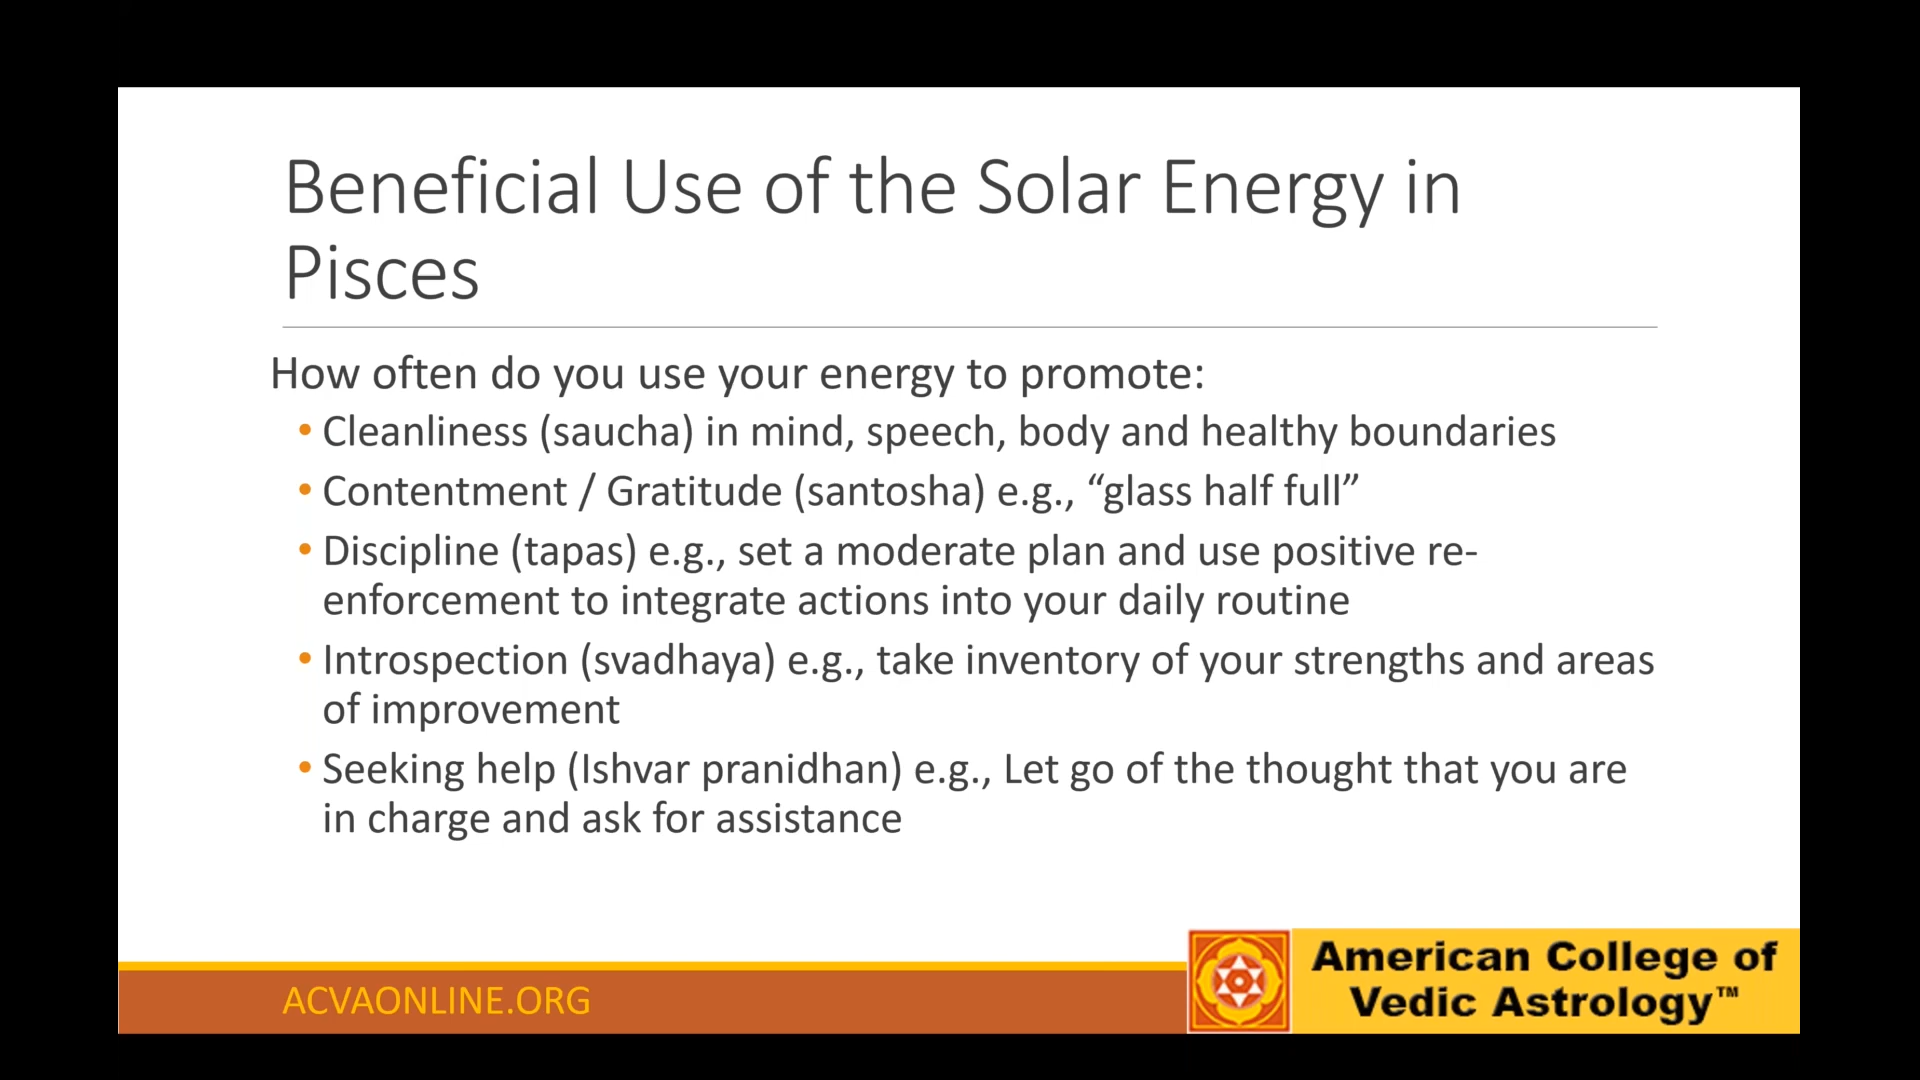 Beneficial Use of the Solar Energy in
Pisces
How often do you use your energy to promote:
• Cleanliness (saucha) in mind, speech, body and healthy boundaries
• Contentment / Gratitude (santosha) e.g., “glass half full”
• Discipline (tapas) e.g., set a moderate plan and use positive re-
enforcement to integrate actions into your daily routine
• Introspection (svadhaya) e.g., take inventory of your strengths and areas
of improvement
• Seeking help (Ishvar pranidhan) e.g., Let go of the thought that you are
in charge and ask for assistance
ACVAONLINE.ORG
American College of
Vedic Astrology™